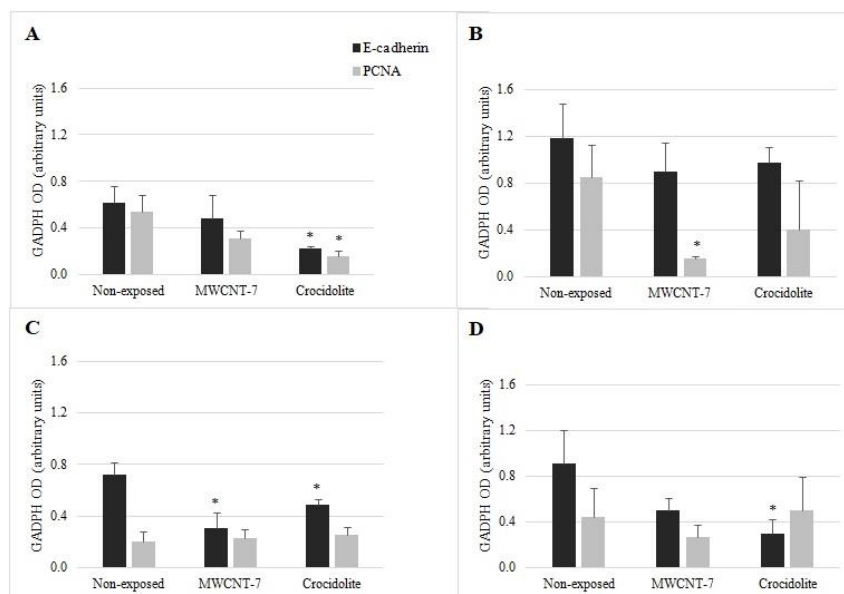 A
E-cadherin
PCNA
GADPH OD (arbitrary units)
1.6
1.2
0.8
0.4
0.0
* *
Non-exposed MWCNT-7 Crocidolite
B
GADPH OD (arbitrary units)
1.6
1.2
0.8
0.4
0.0
*
Non-exposed MWCNT-7 Crocidolite
C
GADPH OD (arbitrary units)
1.6
1.2
0.8
0.4
0.0
* *
Non-exposed MWCNT-7 Crocidolite
D
GADPH OD (arbitrary units)
1.6
1.2
0.8
0.4
0.0
*
Non-exposed MWCNT-7 Crocidolite